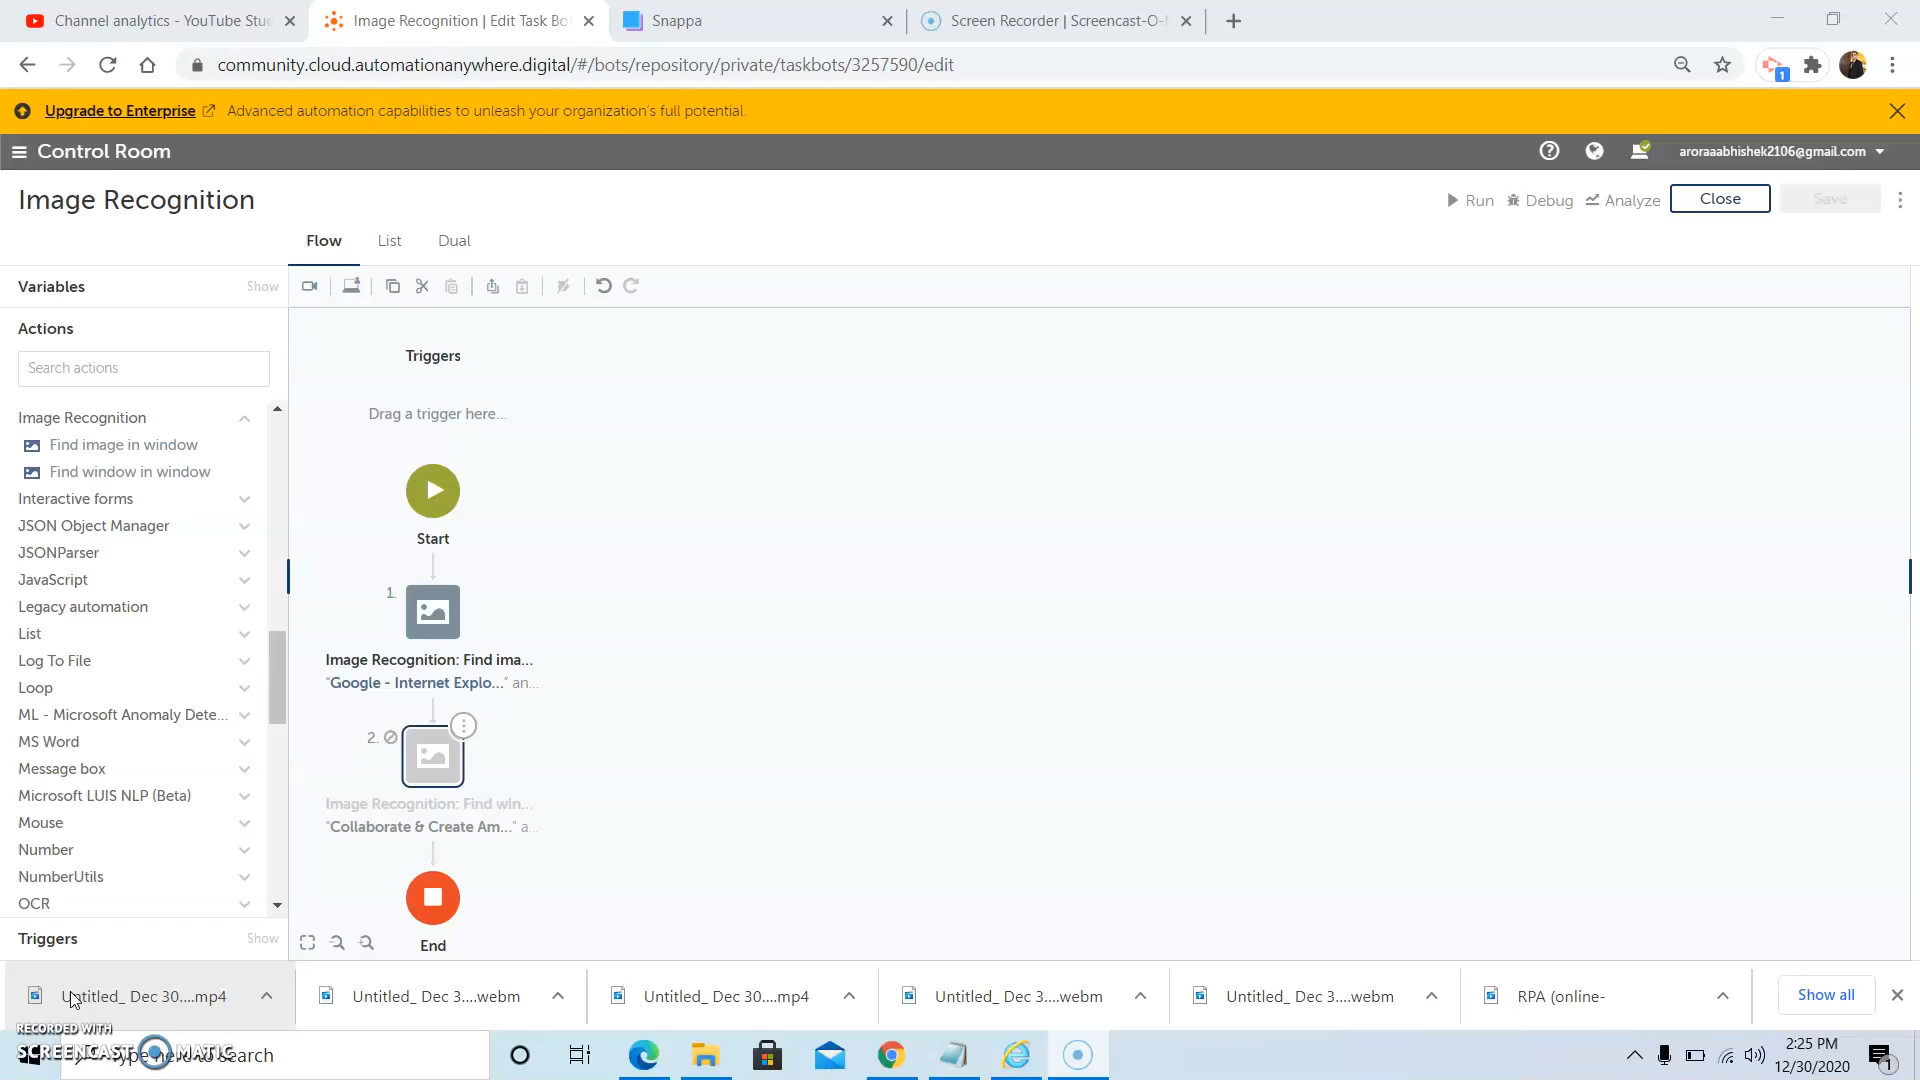 Channel analytics - YouTube Stu
Image Recognition | Edit Task Bo
Snappa
Screen Recorder | Screencast-O-
community.cloud.automationanywhere.digital/#/bots/repository/private/taskbots/3257590/edit
1
Upgrade to Enterprise Advanced automation capabilities to unleash your organization's full potential.
Control Room
aroraaabhishek2106@gmail.com
Image Recognition
Run Debug Analyze Close Save
Flow List Dual
Variables Show
Actions
Search actions
Image Recognition
Find image in window
Find window in window
Interactive forms
JSON Object Manager
JSONParser
JavaScript
Legacy automation
List
Log To File
Loop
ML - Microsoft Anomaly Dete...
MS Word
Message box
Microsoft LUIS NLP (Beta)
Mouse
Number
NumberUtils
OCR
Triggers Show
Triggers
Drag a trigger here...
Start
1.
Image Recognition: Find ima...
"Google - Internet Explo..." an...
2.
Image Recognition: Find win...
"Collaborate & Create Am..." a...
End
Untitled_ Dec 30....mp4
Untitled_ Dec 3....webm
Untitled_ Dec 30....mp4
Untitled_ Dec 3....webm
Untitled_ Dec 3....webm
RPA (online-
Show all
RECORDED WITH
SCREENCAST MATIC
Type here to search
2:25 PM
12/30/2020
1